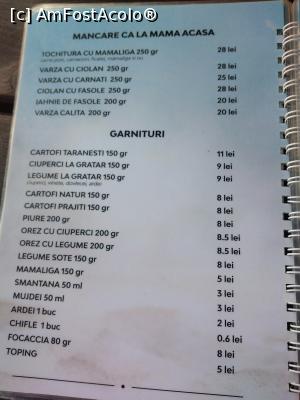 [c] AmFostAcolo®
MANCARE CA LA MAMA ACASA
TOCHITURA CU MAMALIGA 250 gr 28 lei
VARZA CU CIOLAN 250 gr 28 lei
VARZA CU CARNATI 250 gr 25 lei
CIOLAN CU FASOLE 250 gr 28 lei
IAHNIE DE FASOLE 200 gr 20 lei
VARZA CALITA 200 gr 20 lei
GARNITURI
CARTOFI TARANESTI 150 gr 11 lei
CIUPERCI LA GRATAR 150 gr 9 lei
LEGUME LA GRATAR 150 gr 9 lei
(ciuperci, vinete, dovlecei, ardei)
CARTOFI NATUR 150 gr 8 lei
CARTOFI PRAJITI 150 gr 8 lei
PIURE 200 gr 8 lei
OREZ CU CIUPERCI 200 gr 8.5 lei
OREZ CU LEGUME 200 gr 8.5 lei
LEGUME SOTE 150 gr 8 lei
MAMALIGA 150 gr 5 lei
SMANTANA 50 ml 3 lei
MUJDEI 50 ml 3 lei
ARDEI 1 buc 2 lei
CHIFLE 1 buc 0.6 lei
FOCACCIA 80 gr 8 lei
TOPING 5 lei